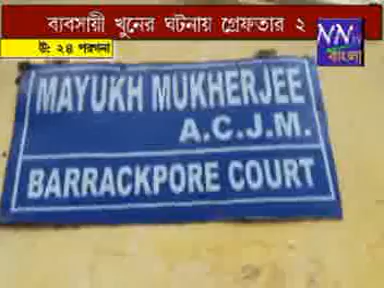 ব্যবসায়ী খুনের ঘটনায় গ্রেফতার ২
উঃ ২৪ পরগনা
NN
বাংলা
MAYUKH MUKHERJEE
A.C.J.M.
BARRACKPORE COURT